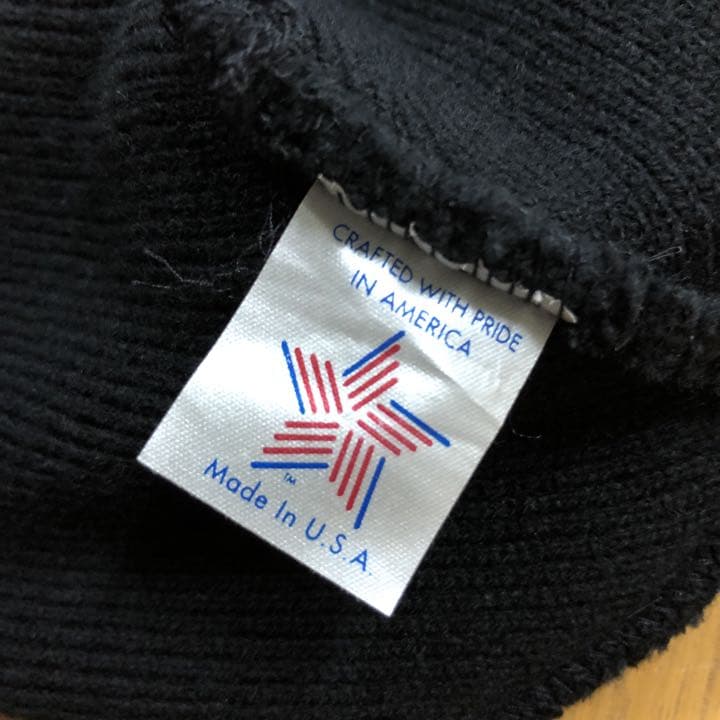 CRAFTED WITH PRIDE
IN AMERICA
™
Made In U.S.A.